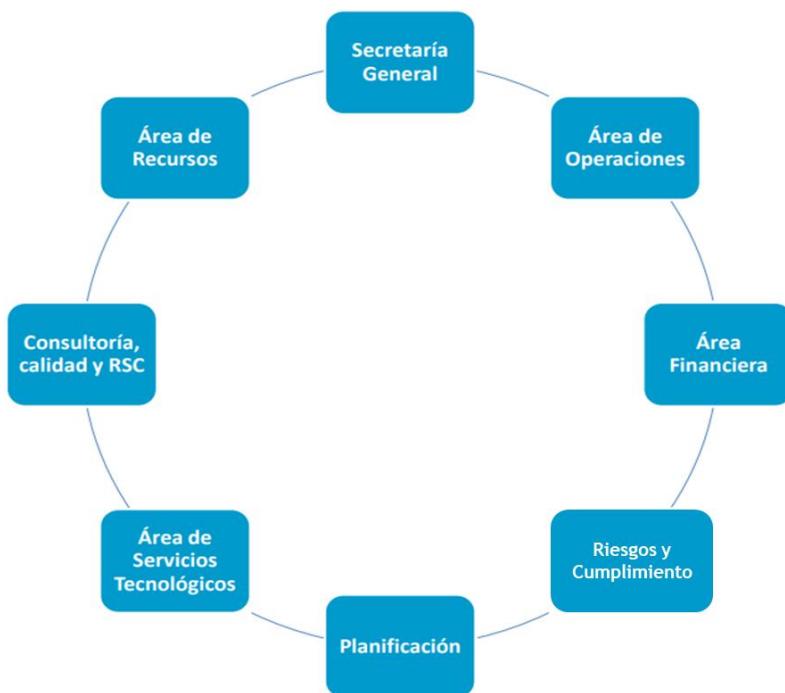 Secretaría
General
Área de
Operaciones
Área
Financiera
Riesgos y
Cumplimiento
Planificación
Área de
Servicios
Tecnológicos
Consultoría,
calidad y RSC
Área de
Recursos